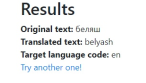 Results
Original text: беляш
Translated text: belyash
Target language code: en
Try another one!